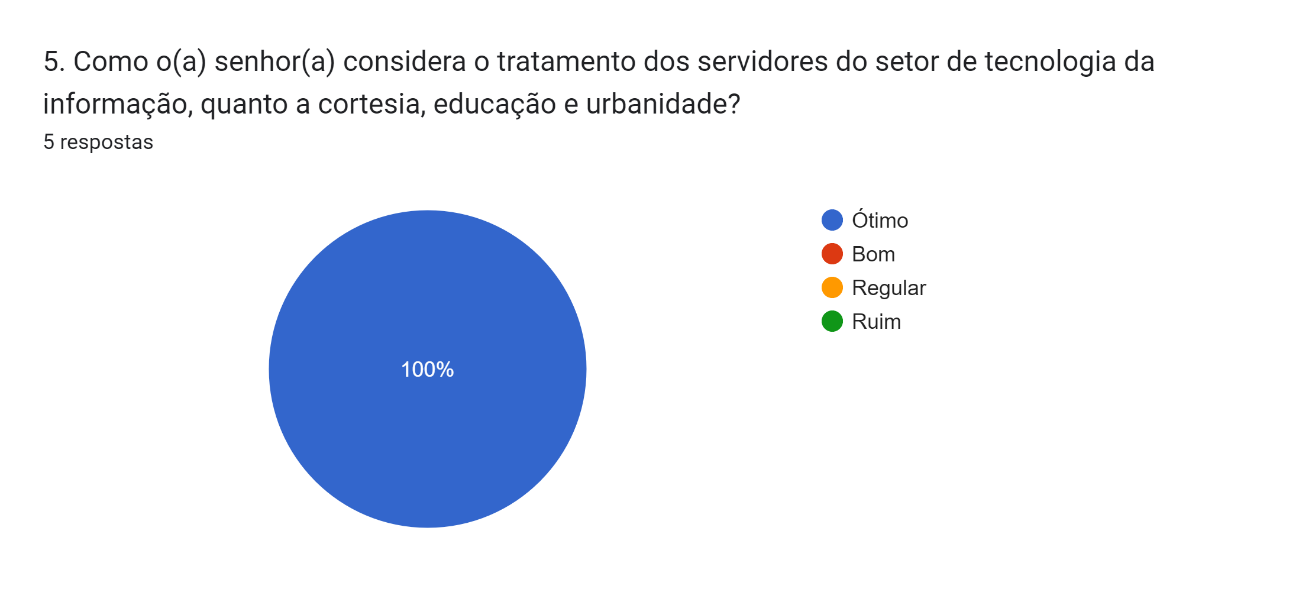 5. Como o(a) senhor(a) considera o tratamento dos servidores do setor de tecnologia da
informação, quanto a cortesia, educação e urbanidade?
5 respostas
Ótimo
Bom
Regular
Ruim
100%